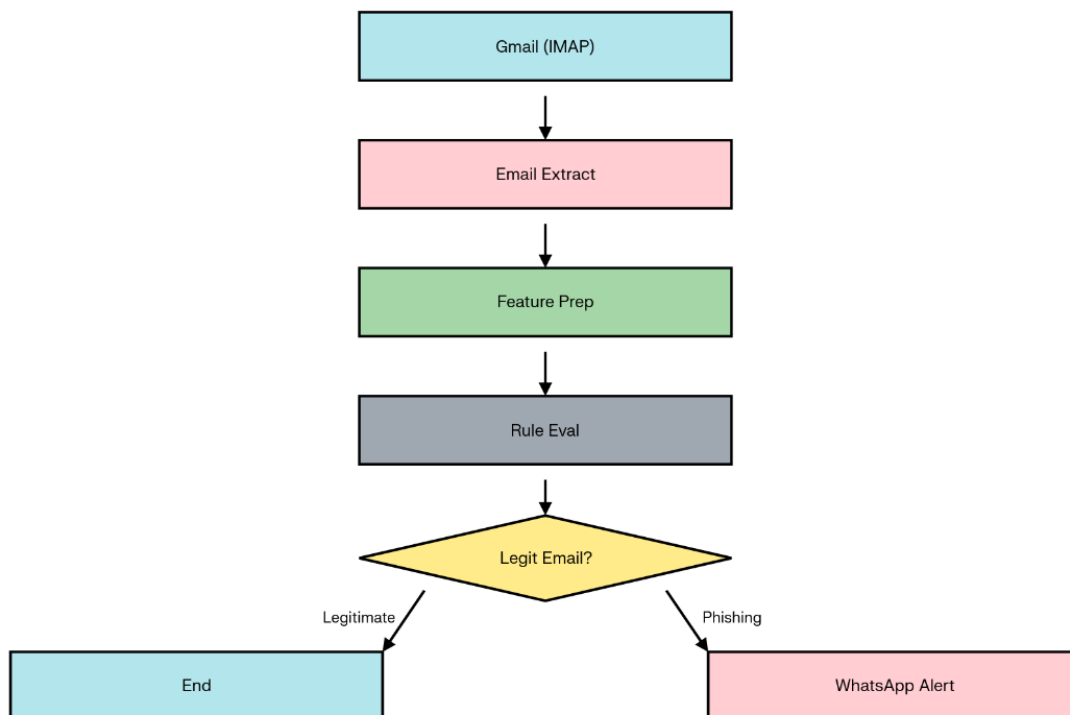 Gmail (IMAP)
Email Extract
Feature Prep
Rule Eval
Legit Email?
Legitimate
Phishing
End
WhatsApp Alert